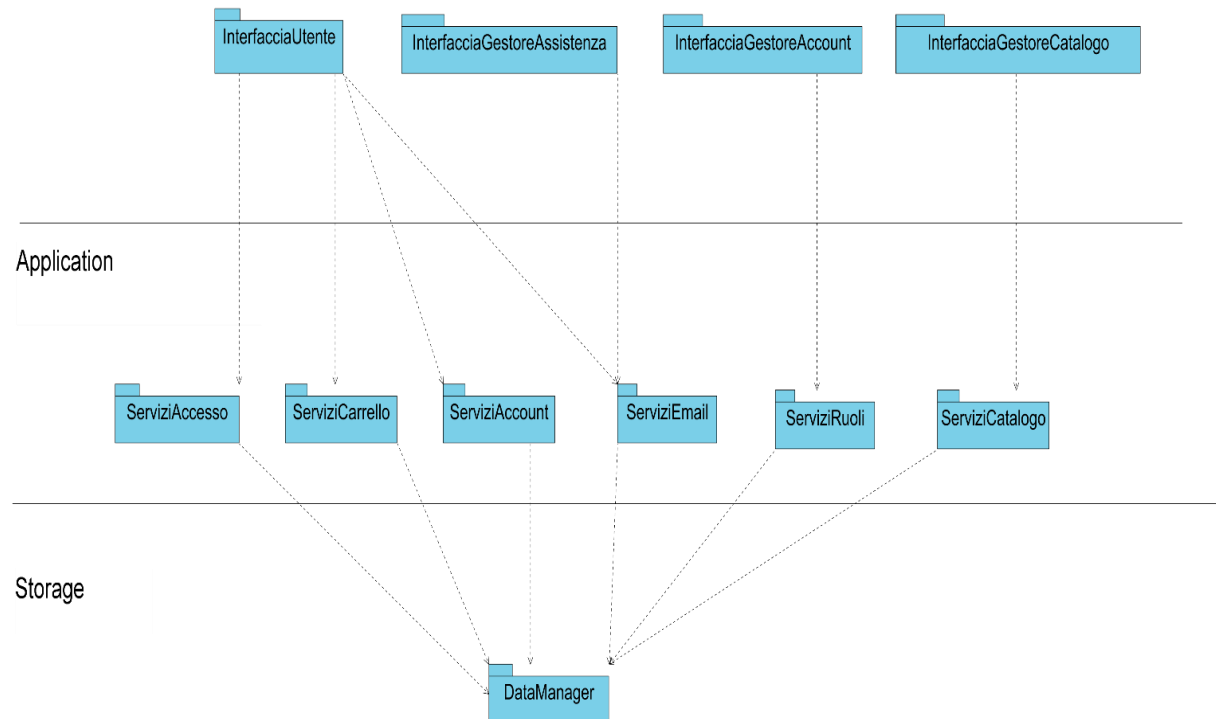 InterfacciaUtente
InterfacciaGestoreAssistenza
InterfacciaGestoreAccount
InterfacciaGestoreCatalogo
Application
ServiziAccesso
ServiziCarrello
ServiziAccount
ServiziEmail
ServiziRuoli
ServiziCatalogo
Storage
DataManager